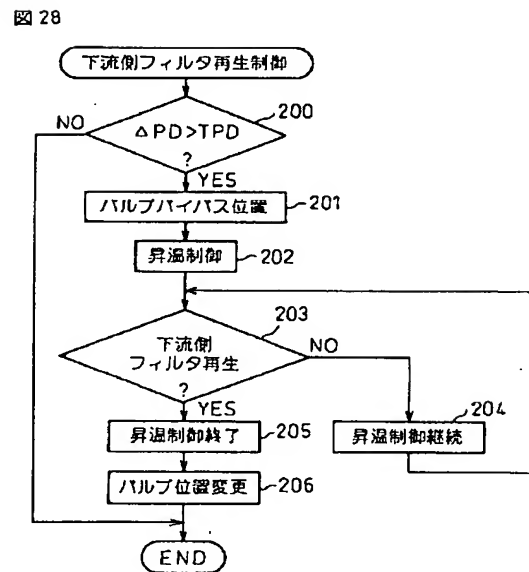 図28
下流側フィルタ再生制御
200
NO
△PD>TPD
?
YES
バルブバイパス位置
201
昇温制御
202
203
下流側
フィルタ再生
?
NO
YES
204
昇温制御終了
205
昇温制御継続
バルブ位置変更
206
END